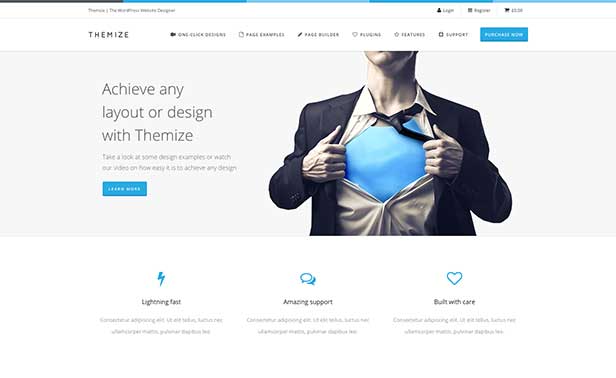 Themize | The WordPress Website Designer
Login
Register
£0.00
THEMIZE
ONE-CLICK DESIGNS
PAGE EXAMPLES
PAGE BUILDER
PLUGINS
FEATURES
SUPPORT
PURCHASE NOW
Achieve any
layout or design
with Themize
Take a look at some design examples or watch
our video on how easy it is to achieve any design
LEARN MORE
Lightning fast
Consectetur adipiscing elit. Ut elit tellus, luctus nec
ullamcorper mattis, pulvinar dapibus leo.
Amazing support
Consectetur adipiscing elit. Ut elit tellus, luctus nec
ullamcorper mattis, pulvinar dapibus leo.
Built with care
Consectetur adipiscing elit. Ut elit tellus, luctus nec
ullamcorper mattis, pulvinar dapibus leo.